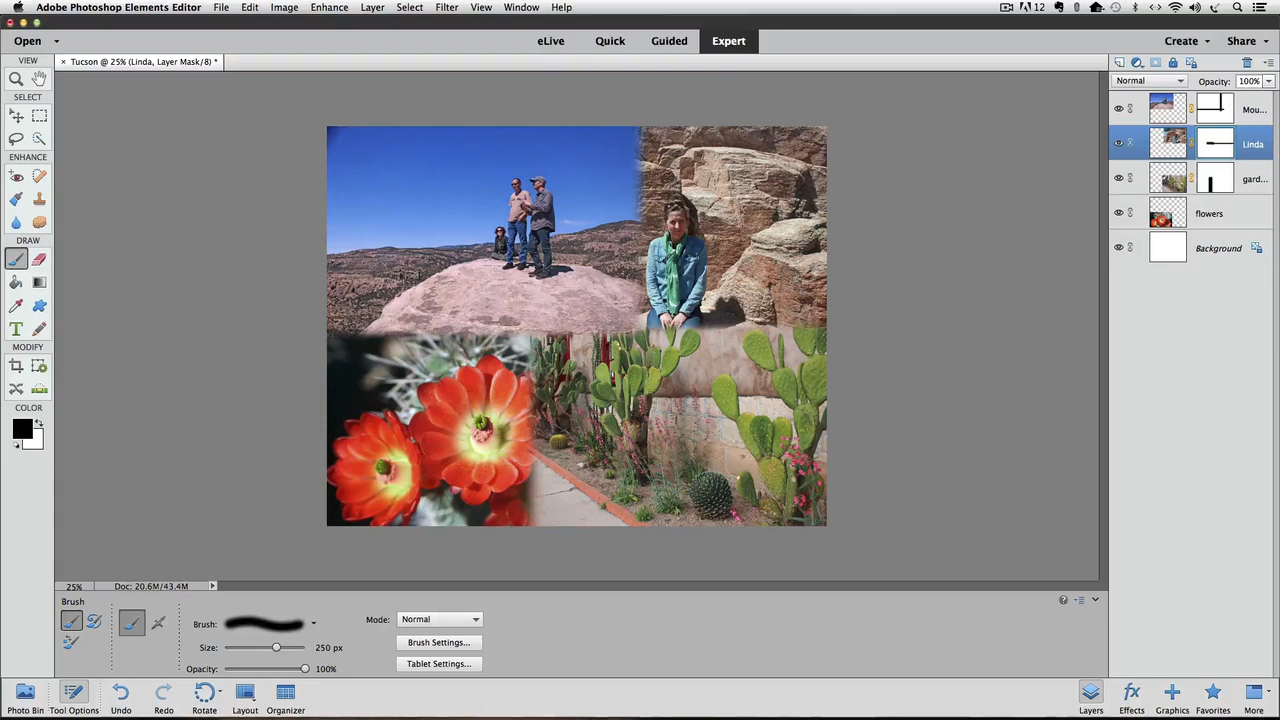 Adobe Photoshop Elements Editor File Edit Image Enhance Layer Select Filter View Window Help 12
Open eLive Quick Guided Expert Create Share
VIEW
× Tucson @ 25% (Linda, Layer Mask/8) *
SELECT
ENHANCE
DRAW
T
MODIFY
COLOR
Normal Opacity: 100%
Mou...
Linda
gard...
flowers
Background
25% Doc: 20.6M/43.4M
Brush
Brush: Mode: Normal
Size: 250 px Brush Settings...
Opacity: 100% Tablet Settings...
Photo Bin Tool Options Undo Redo Rotate Layout Organizer Layers fx Effects Graphics Favorites More